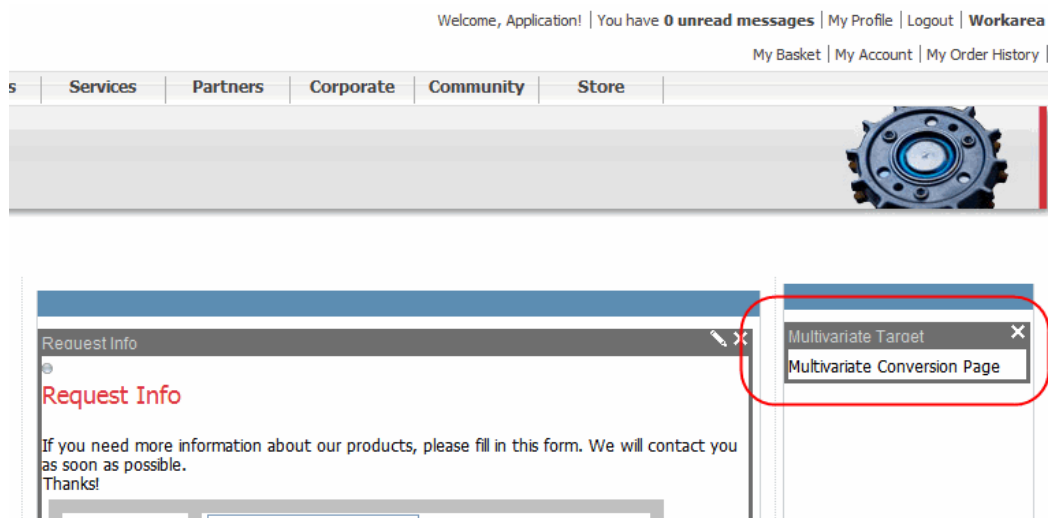 Welcome, Application! | You have 0 unread messages | My Profile | Logout | Workarea
My Basket | My Account | My Order History |
s | Services | Partners | Corporate | Community | Store |
Request Info
Multivariate Target
Multivariate Conversion Page
Request Info
If you need more information about our products, please fill in this form. We will contact you
as soon as possible.
Thanks!